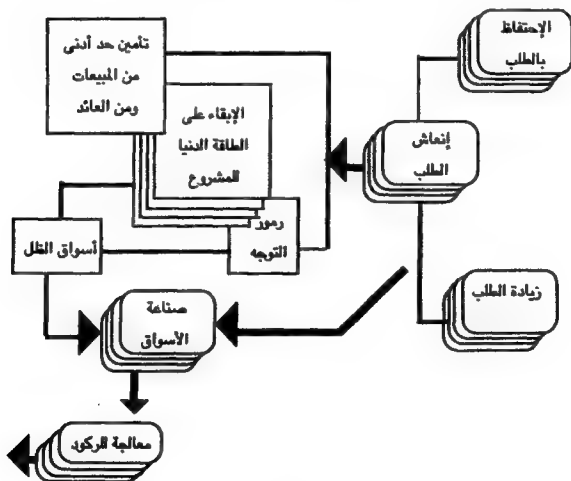 الإحتفاظ
بالطلب
تأمين حد أدنى
من المبيعات
ومن العائد
الإبقاء على
الطاقة الدنيا
للمشروع
إنعاش
الطلب
رموز
التوجه
أسواق الظل
زيادة الطلب
صناعة
الأسواق
معالجة الركود